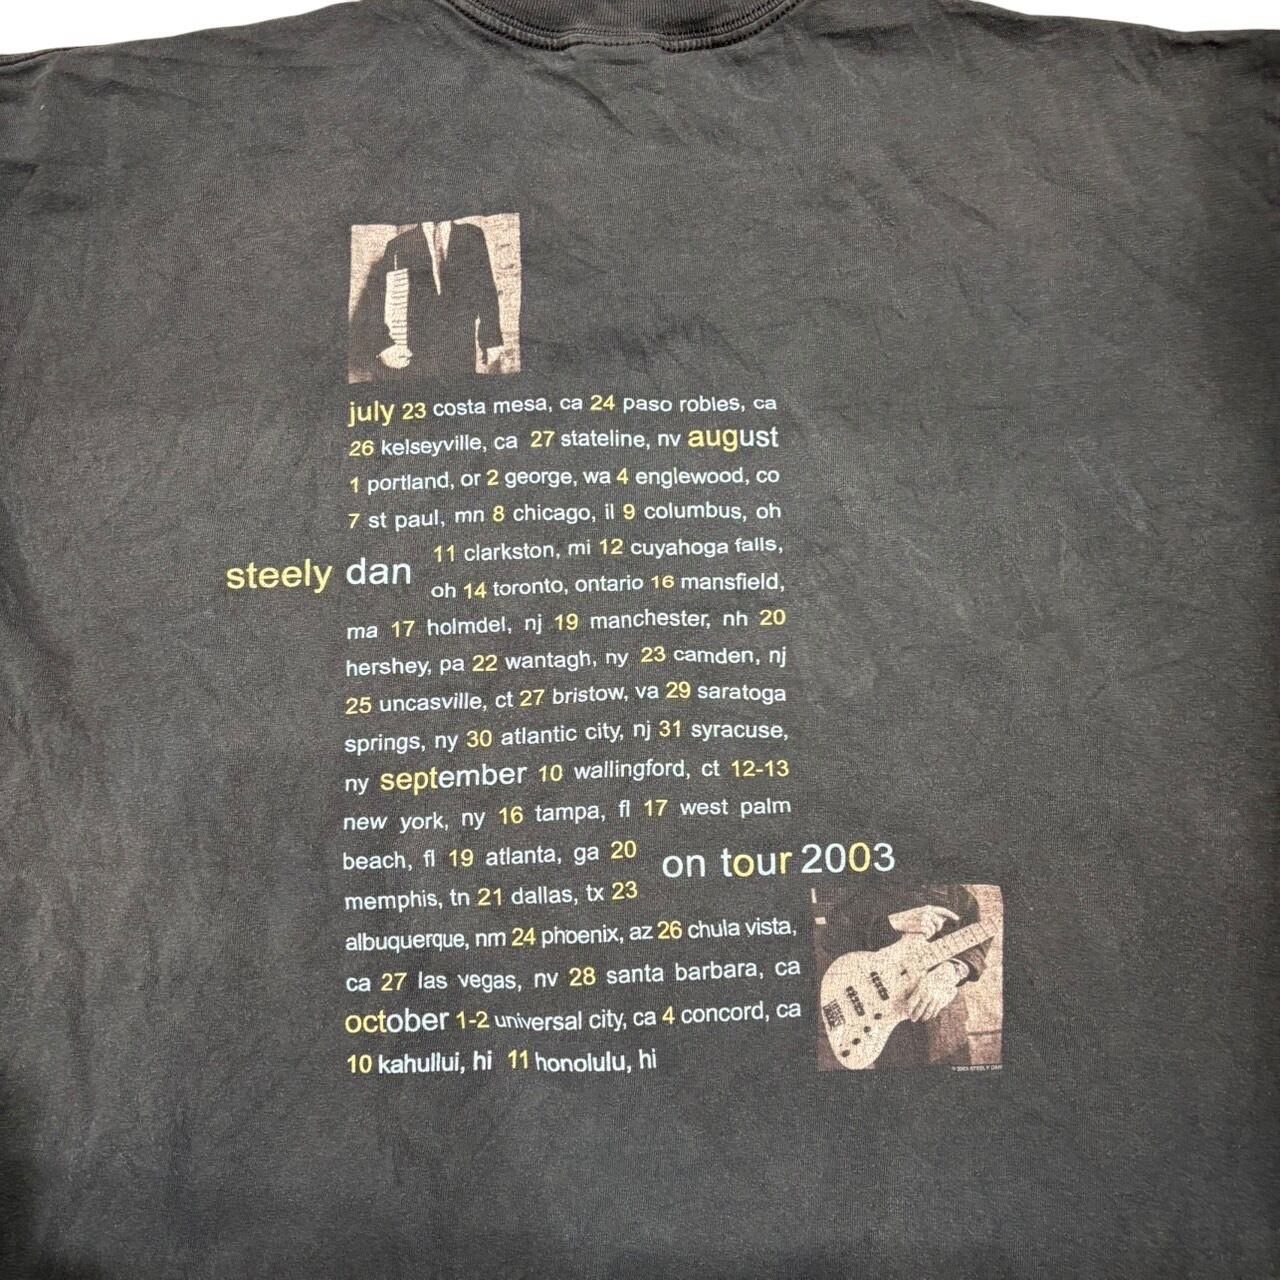 july 23 costa mesa, ca 24 paso robles, ca
26 kelseyville, ca 27 stateline, nv august
1 portland, or 2 george, wa 4 englewood, co
7 st paul, mn 8 chicago, il 9 columbus, oh
11 clarkston, mi 12 cuyahoga falls,
steely dan
oh 14 toronto, ontario 16 mansfield,
ma 17 holmdel, nj 19 manchester, nh 20
hershey, pa 22 wantagh, ny 23 camden, nj
25 uncasville, ct 27 bristow, va 29 saratoga
springs, ny 30 atlantic city, nj 31 syracuse,
ny september 10 wallingford, ct 12-13
new york, ny 16 tampa, fl 17 west palm
beach, fl 19 atlanta, ga 20
on tour 2003
memphis, tn 21 dallas, tx 23
albuquerque, nm 24 phoenix, az 26 chula vista,
ca 27 las vegas, nv 28 santa barbara, ca
october 1-2 universal city, ca 4 concord, ca
10 kahullui, hi 11 honolulu, hi
© 2003 STEELY DAN